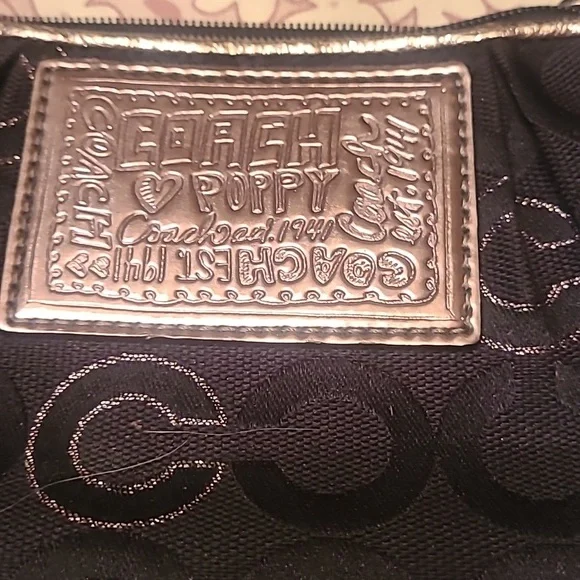 COACH
COACH
♡ POPPY
Coach est. 1941
COACH EST. 1941
Coach
est. 1941